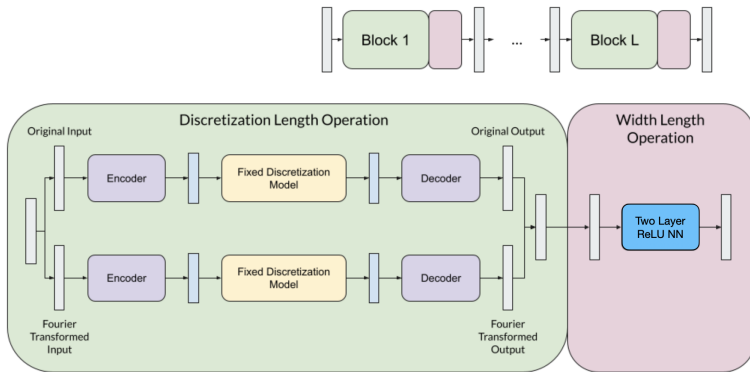 Block 1
...
Block L
Discretization Length Operation
Width Length
Operation
Original Input
Original Output
Encoder
Fixed Discretization
Model
Decoder
Two Layer
ReLU NN
Encoder
Fixed Discretization
Model
Decoder
Fourier
Transformed
Input
Fourier
Transformed
Output